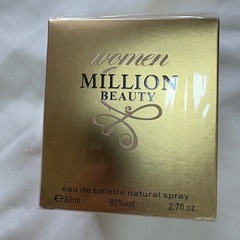 women
MILLION
BEAUTY
eau de toilette natural spray
℮60ml 80%vol 2.7fl.oz.